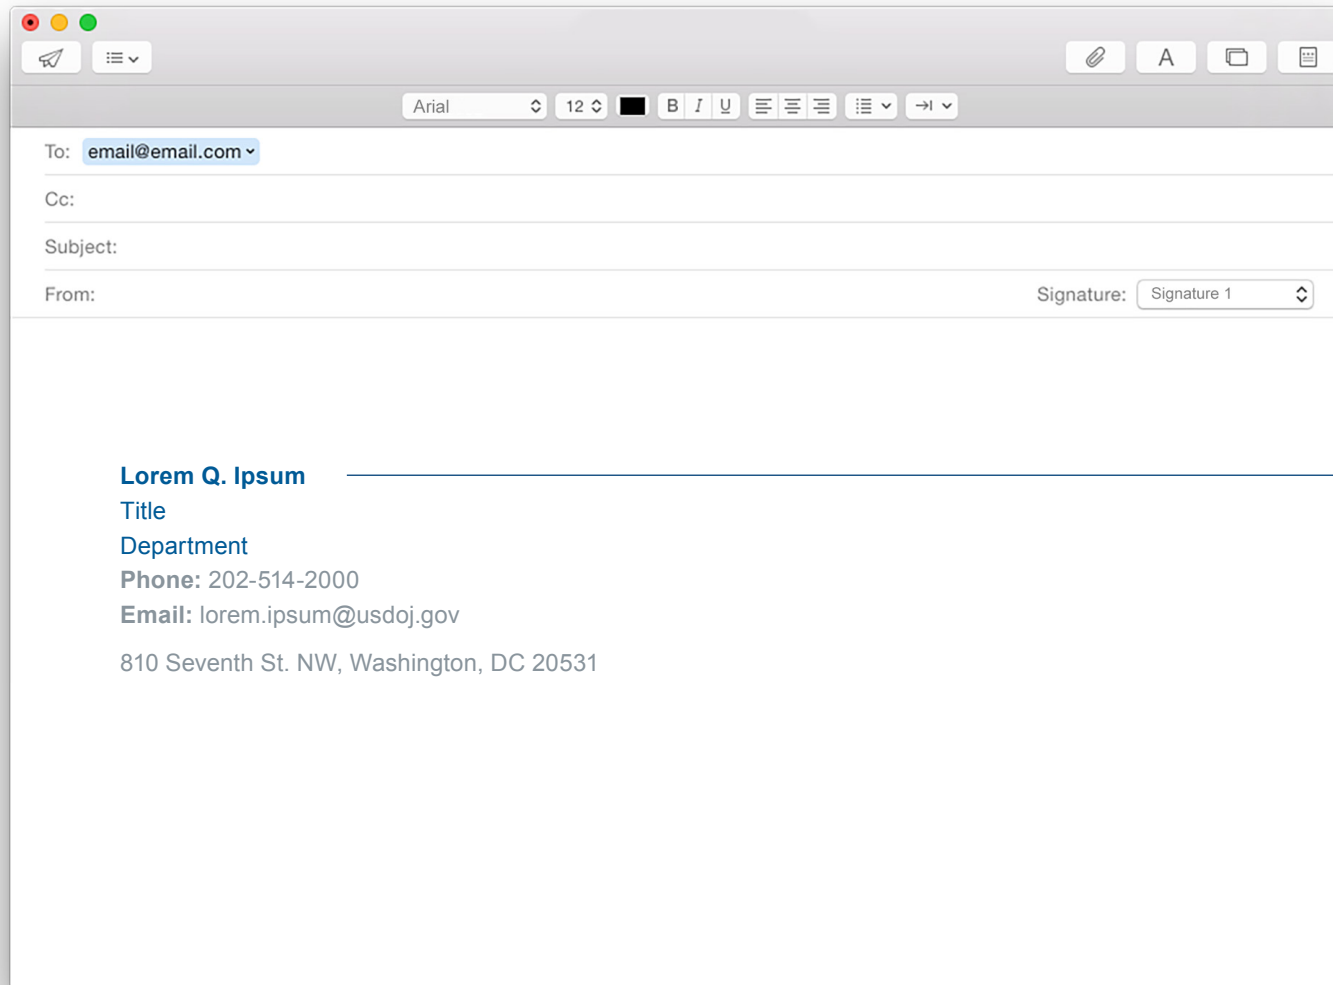 Arial 12 B I U
To: email@email.com
Cc:
Subject:
From: Signature: Signature 1
Lorem Q. Ipsum
Title
Department
Phone: 202-514-2000
Email: lorem.ipsum@usdoj.gov
810 Seventh St. NW, Washington, DC 20531